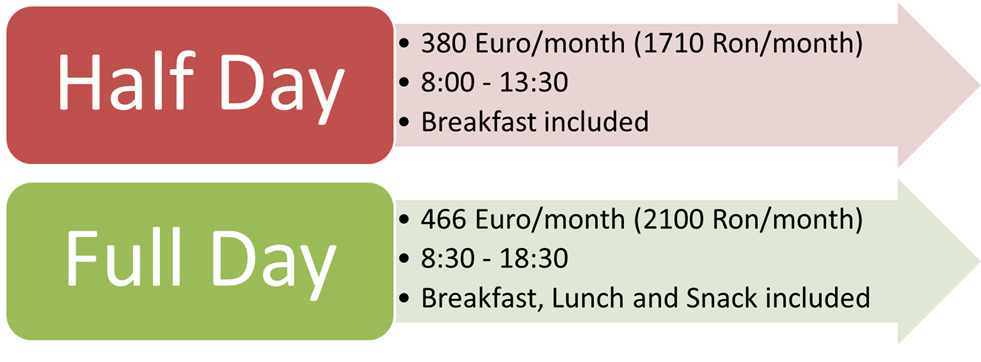 Half Day
• 380 Euro/month (1710 Ron/month)
• 8:00 - 13:30
• Breakfast included
Full Day
• 466 Euro/month (2100 Ron/month)
• 8:30 - 18:30
• Breakfast, Lunch and Snack included